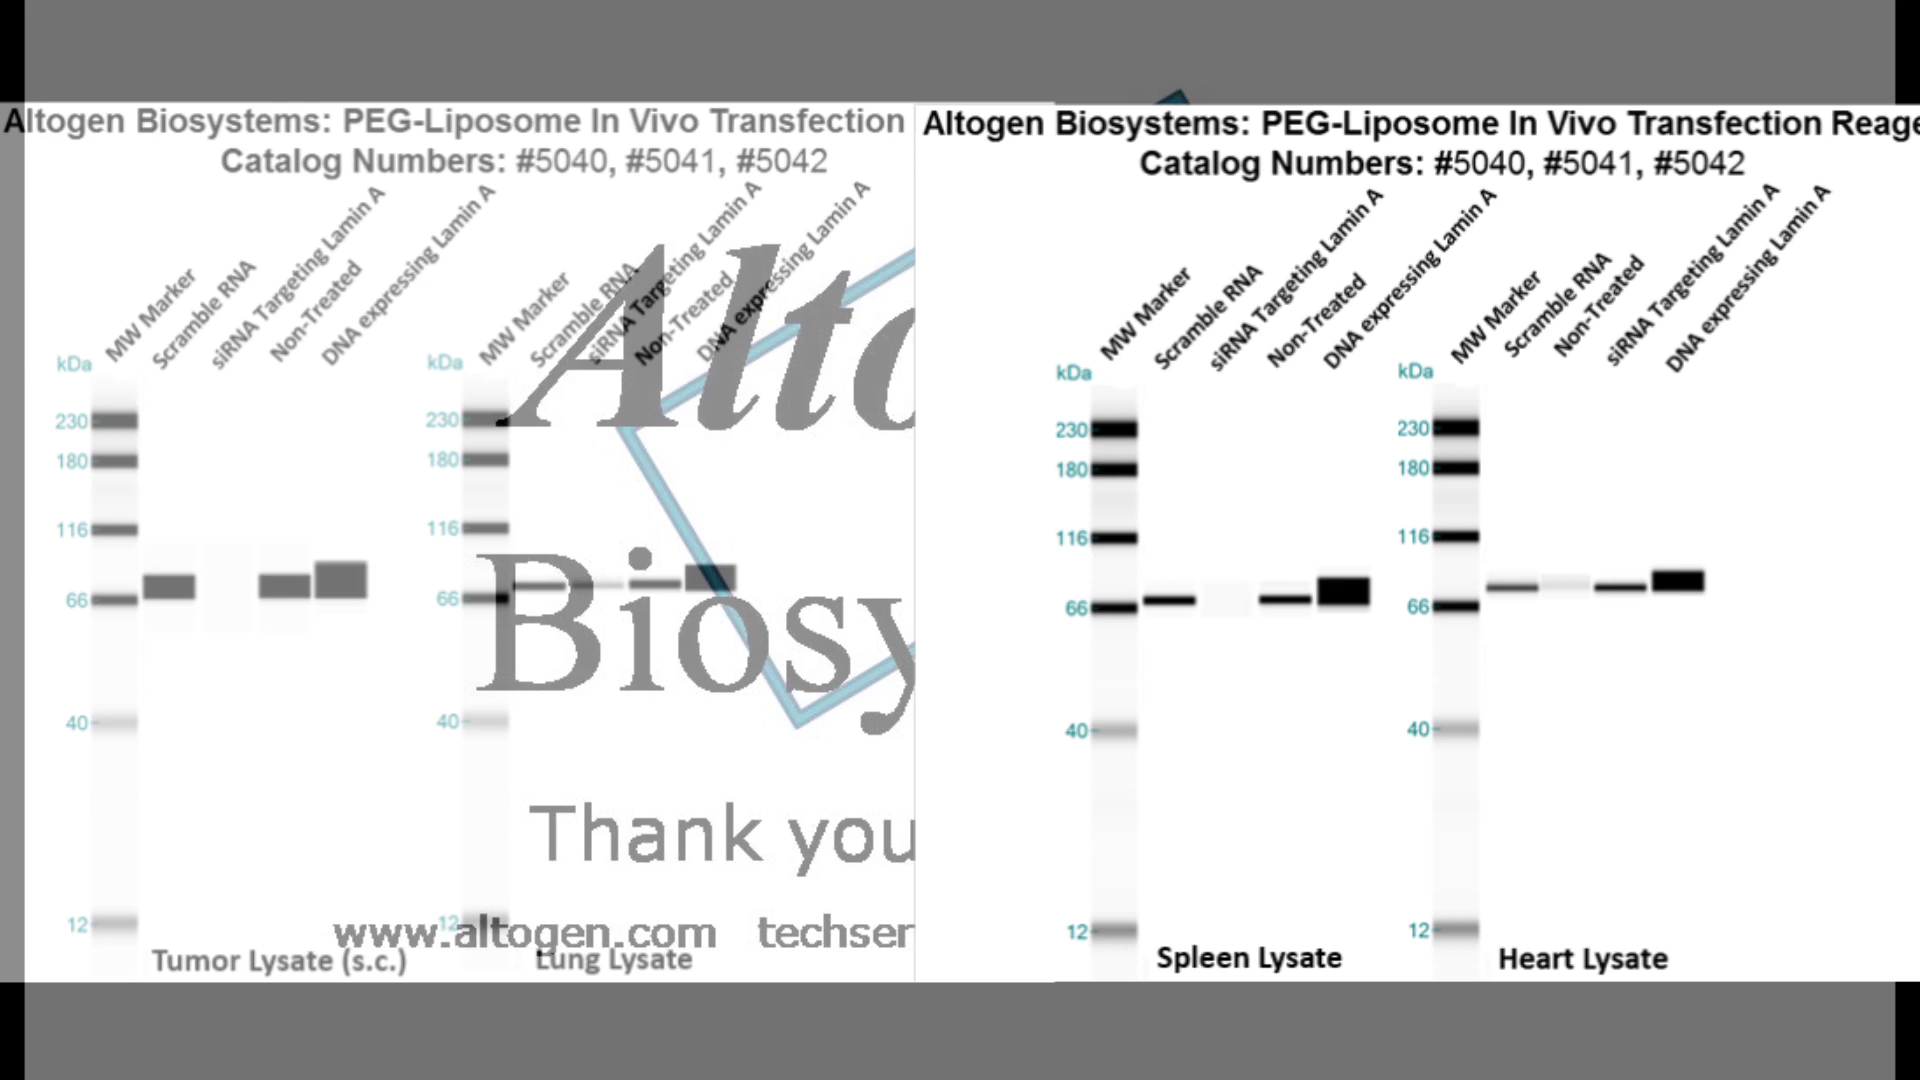 Altogen Biosystems: PEG-Liposome In Vivo Transfection
Catalog Numbers: #5040, #5041, #5042
MW Marker
Scramble RNA
siRNA Targeting Lamin A
Non-Treated
DNA expressing Lamin A
kDa
230
180
116
66
40
12
Tumor Lysate (s.c.)
MW Marker
Scramble RNA
siRNA Targeting Lamin A
Non-Treated
DNA expressing Lamin A
kDa
230
180
116
66
40
12
Lung Lysate
Alto
Biosy
Thank you
www.altogen.com techser
Altogen Biosystems: PEG-Liposome In Vivo Transfection Reage
Catalog Numbers: #5040, #5041, #5042
MW Marker
Scramble RNA
siRNA Targeting Lamin A
Non-Treated
DNA expressing Lamin A
kDa
230
180
116
66
40
12
Spleen Lysate
MW Marker
Scramble RNA
Non-Treated
siRNA Targeting Lamin A
DNA expressing Lamin A
kDa
230
180
116
66
40
12
Heart Lysate